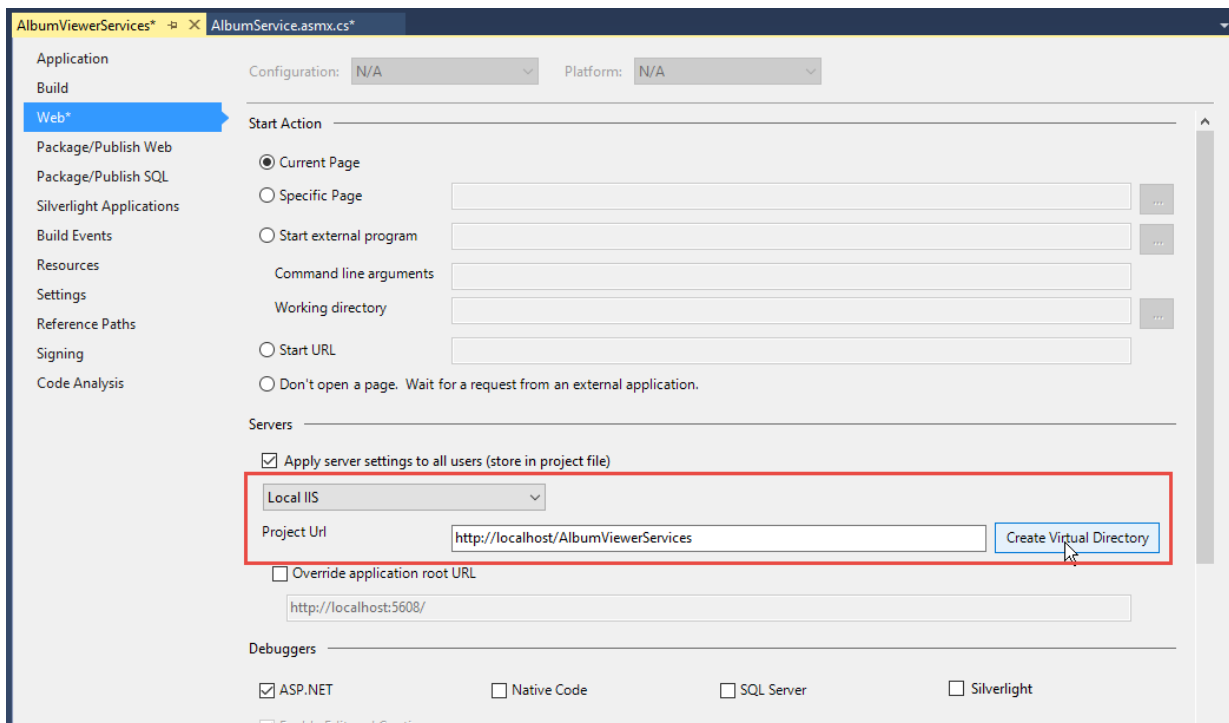 AlbumViewerServices* AlbumService.asmx.cs*
Application
Build
Web*
Package/Publish Web
Package/Publish SQL
Silverlight Applications
Build Events
Resources
Settings
Reference Paths
Signing
Code Analysis
Configuration: N/A Platform: N/A
Start Action
Current Page
Specific Page
...
Start external program
...
Command line arguments
Working directory
...
Start URL
Don't open a page. Wait for a request from an external application.
Servers
Apply server settings to all users (store in project file)
Local IIS
Project Url http://localhost/AlbumViewerServices Create Virtual Directory
Override application root URL
http://localhost:5608/
Debuggers
ASP.NET Native Code SQL Server Silverlight